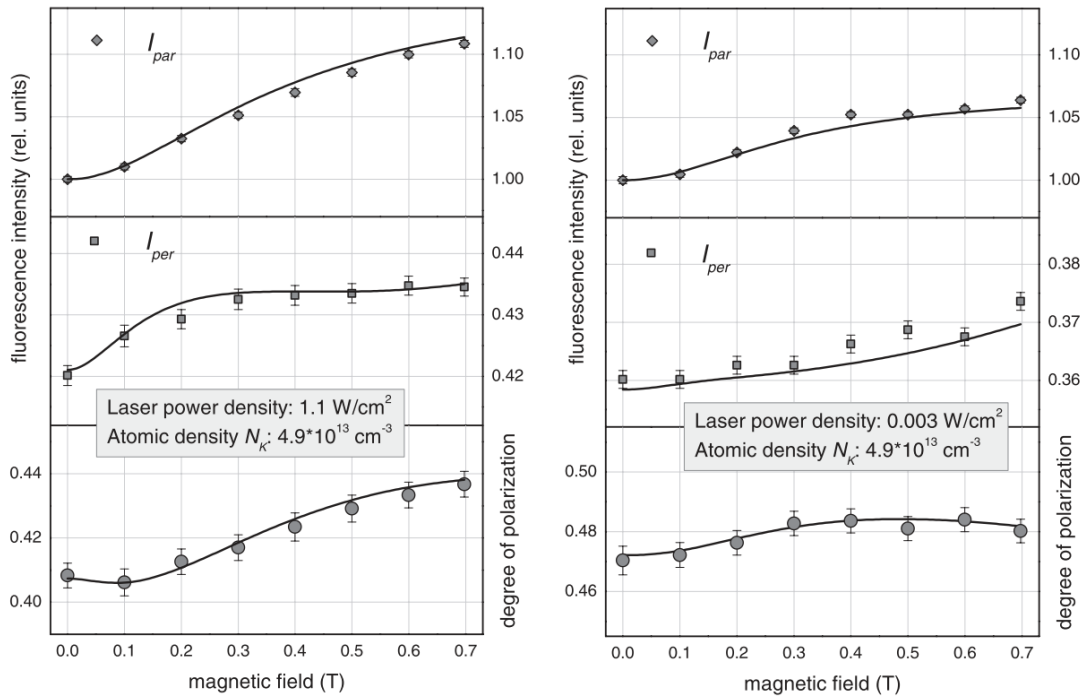 fluorescence intensity (rel. units)
I_par
1.10
1.05
1.00
I_per
0.44
0.43
0.42
Laser power density: 1.1 W/cm²
Atomic density N_K: 4.9*10¹³ cm⁻³
0.44
0.42
0.40
degree of polarization
0.0 0.1 0.2 0.3 0.4 0.5 0.6 0.7
magnetic field (T)
fluorescence intensity (rel. units)
I_par
1.10
1.05
1.00
I_per
0.38
0.37
0.36
Laser power density: 0.003 W/cm²
Atomic density N_K: 4.9*10¹³ cm⁻³
0.50
0.48
0.46
degree of polarization
0.0 0.1 0.2 0.3 0.4 0.5 0.6 0.7
magnetic field (T)